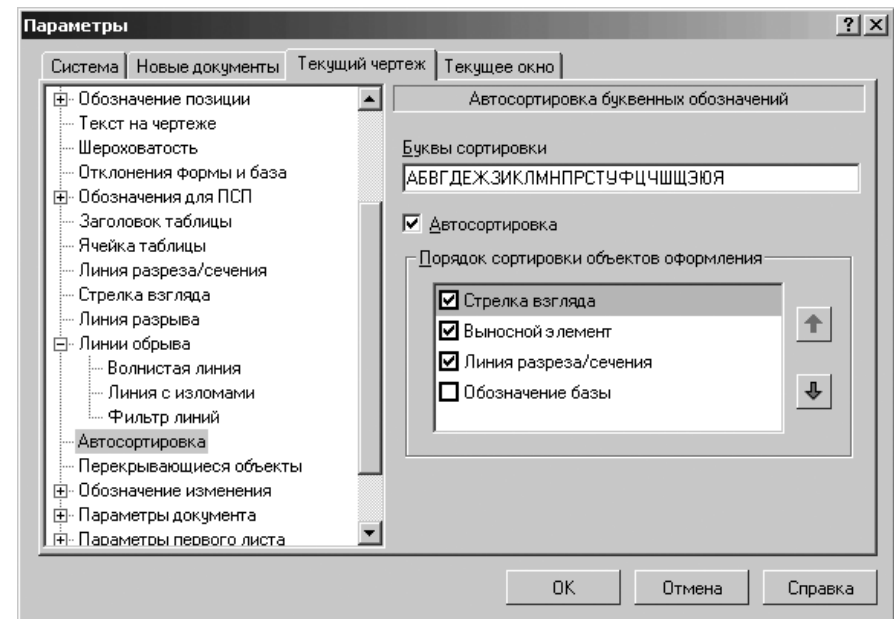 Параметры
Система Новые документы Текущий чертеж Текущее окно
Обозначение позиции
Текст на чертеже
Шероховатость
Отклонения формы и база
Обозначения для ПСП
Заголовок таблицы
Ячейка таблицы
Линия разреза/сечения
Стрелка взгляда
Линия разрыва
Линии обрыва
Волнистая линия
Линия с изломами
Фильтр линий
Автосортировка
Перекрывающиеся объекты
Обозначение изменения
Параметры документа
Параметры первого листа
Автосортировка буквенных обозначений
Буквы сортировки
АБВГДЕЖЗИКЛМНПРСТУФЦЧШЩЭЮЯ
Автосортировка
Порядок сортировки объектов оформления
Стрелка взгляда
Выносной элемент
Линия разреза/сечения
Обозначение базы
OK Отмена Справка